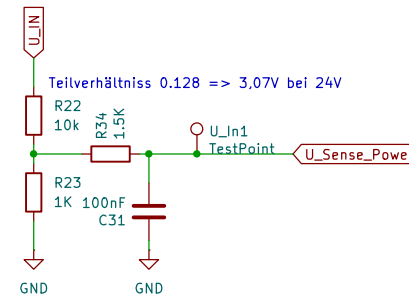 U_IN
Teilverhältniss 0.128 => 3,07V bei 24V
R22
10k
R34
1.5K
U_In1
TestPoint
U_Sense_Powe
R23
1K
100nF
C31
GND
GND